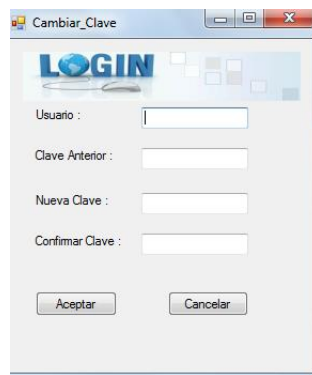 Cambiar_Clave
LOGIN
Usuario :
Clave Anterior :
Nueva Clave :
Confirmar Clave :
Aceptar Cancelar